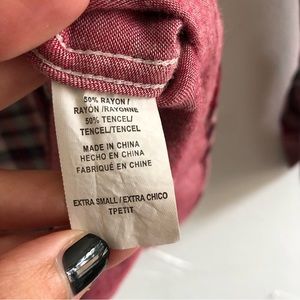 50% RAYON/
RAYON /RAYONNE
50% TENCEL/
TENCEL/TENCEL
MADE IN CHINA
HECHO EN CHINA
FABRIQUÉ EN CHINE
EXTRA SMALL / EXTRA CHICO
TPETIT